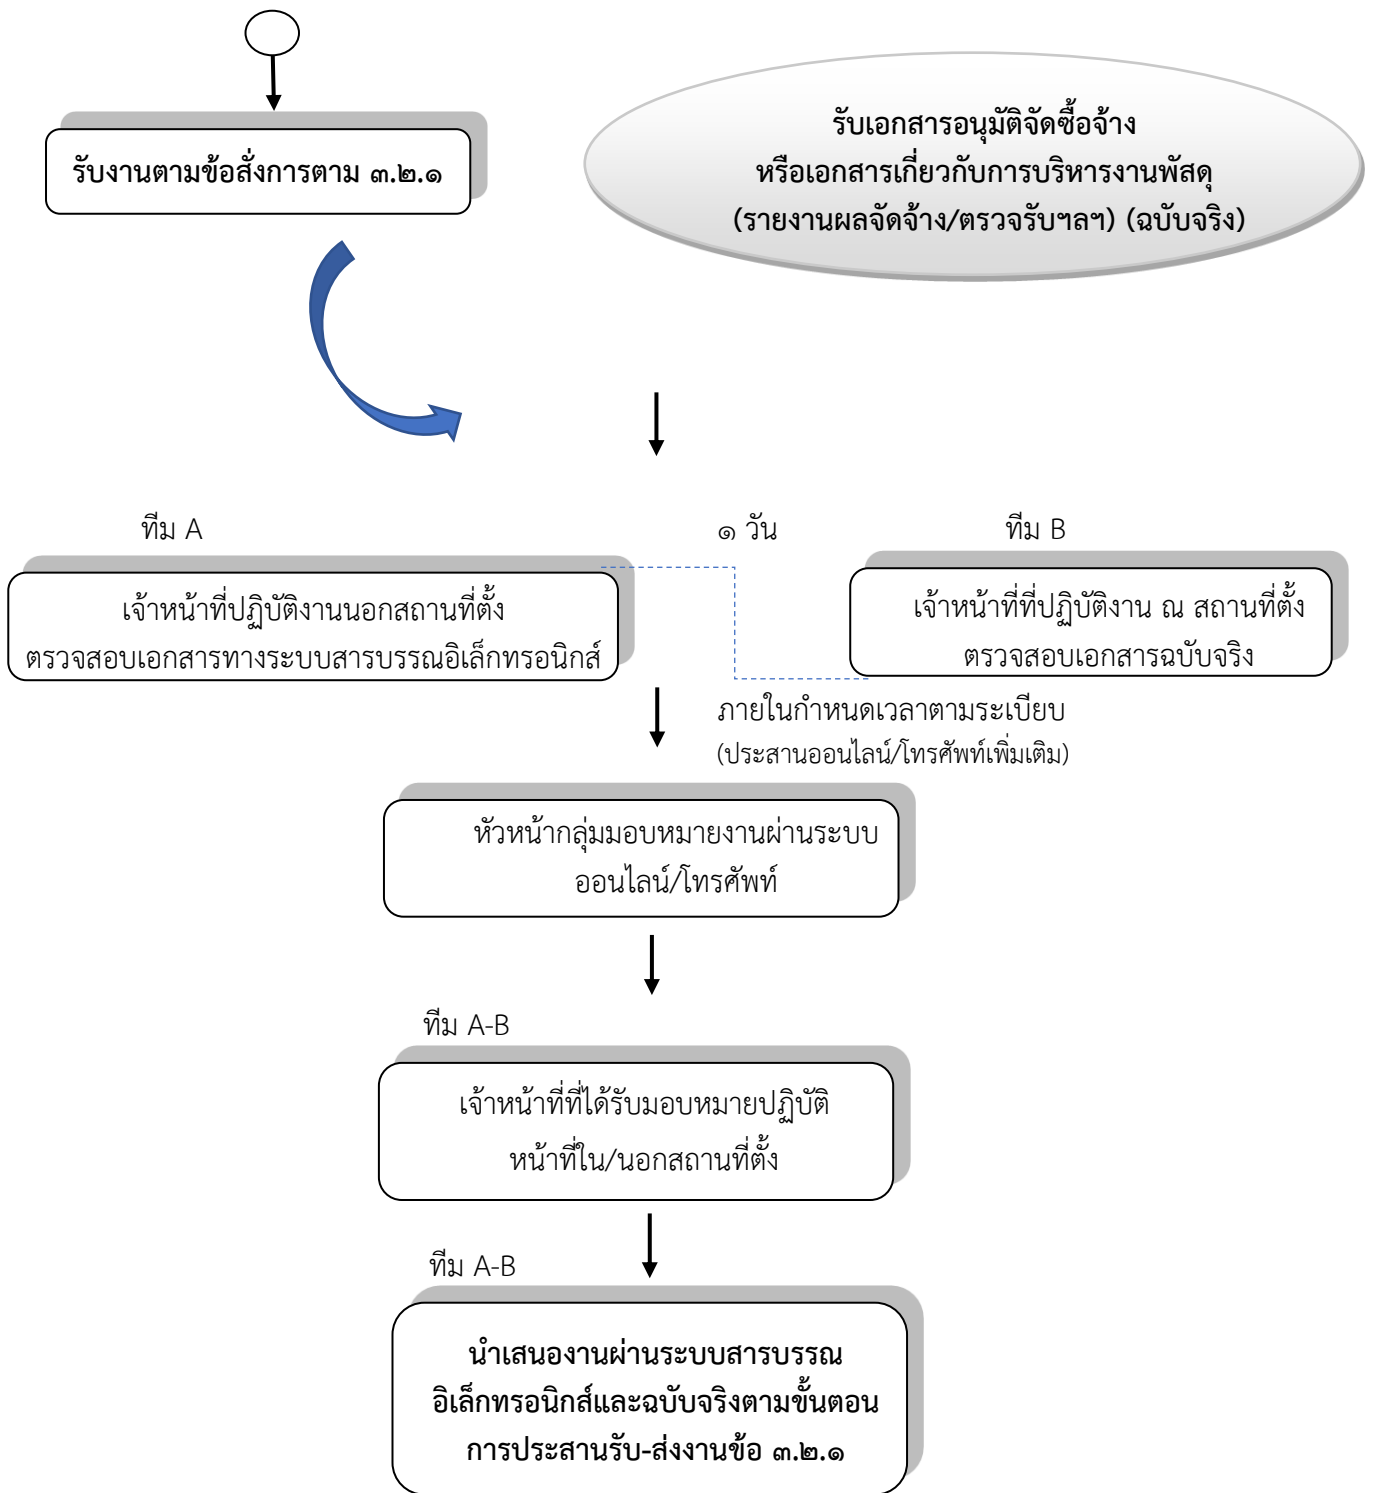 รับงานตามข้อสั่งการตาม ๓.๒.๑
รับเอกสารอนุมัติจัดซื้อจ้าง
หรือเอกสารเกี่ยวกับการบริหารงานพัสดุ
(รายงานผลจัดจ้าง/ตรวจรับฯลฯ) (ฉบับจริง)
ทีม A
๑ วัน
ทีม B
เจ้าหน้าที่ปฏิบัติงานนอกสถานที่ตั้ง
ตรวจสอบเอกสารทางระบบสารบรรณอิเล็กทรอนิกส์
เจ้าหน้าที่ที่ปฏิบัติงาน ณ สถานที่ตั้ง
ตรวจสอบเอกสารฉบับจริง
ภายในกำหนดเวลาตามระเบียบ
(ประสานออนไลน์/โทรศัพท์เพิ่มเติม)
หัวหน้ากลุ่มมอบหมายงานผ่านระบบ
ออนไลน์/โทรศัพท์
ทีม A-B
เจ้าหน้าที่ที่ได้รับมอบหมายปฏิบัติ
หน้าที่ใน/นอกสถานที่ตั้ง
ทีม A-B
นำเสนองานผ่านระบบสารบรรณ
อิเล็กทรอนิกส์และฉบับจริงตามขั้นตอน
การประสานรับ-ส่งงานข้อ ๓.๒.๑